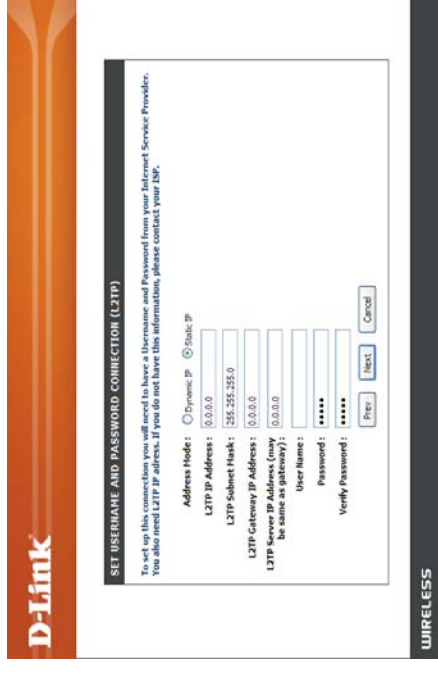 D-Link
SET USERNAME AND PASSWORD CONNECTION (L2TP)
To set up this connection you will need to have a Username and Password from your Internet Service Provider.
You also need L2TP IP adress. If you do not have this information, please contact your ISP.
Address Mode : Dynamic IP Static IP
L2TP IP Address : 0.0.0.0
L2TP Subnet Mask : 255.255.255.0
L2TP Gateway IP Address : 0.0.0.0
L2TP Server IP Address (may
be same as gateway) : 0.0.0.0
User Name :
Password : •••••
Verify Password : •••••
Prev Next Cancel
WIRELESS